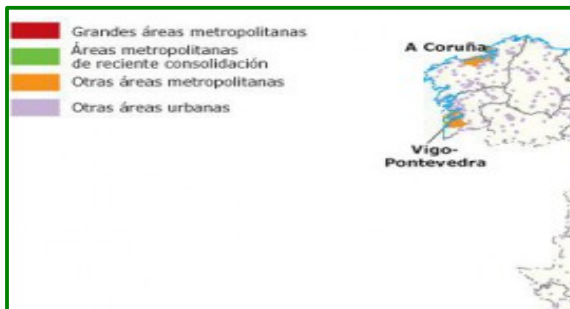 Grandes áreas metropolitanas
Áreas metropolitanas
de reciente consolidación
Otras áreas metropolitanas
Otras áreas urbanas
A Coruña
Vigo-
Pontevedra